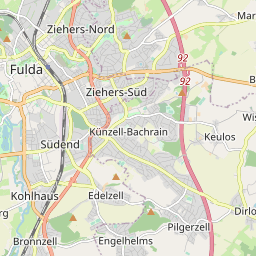 Ziehers-Nord
Mar
92
Fulda
92
B
Ziehers-Süd
Wis
Künzell-Bachrain
Keulos
Südend
Kohlhaus
Edelzell
rg
Dirlo
Pilgerzell
Bronnzell
Engelhelms